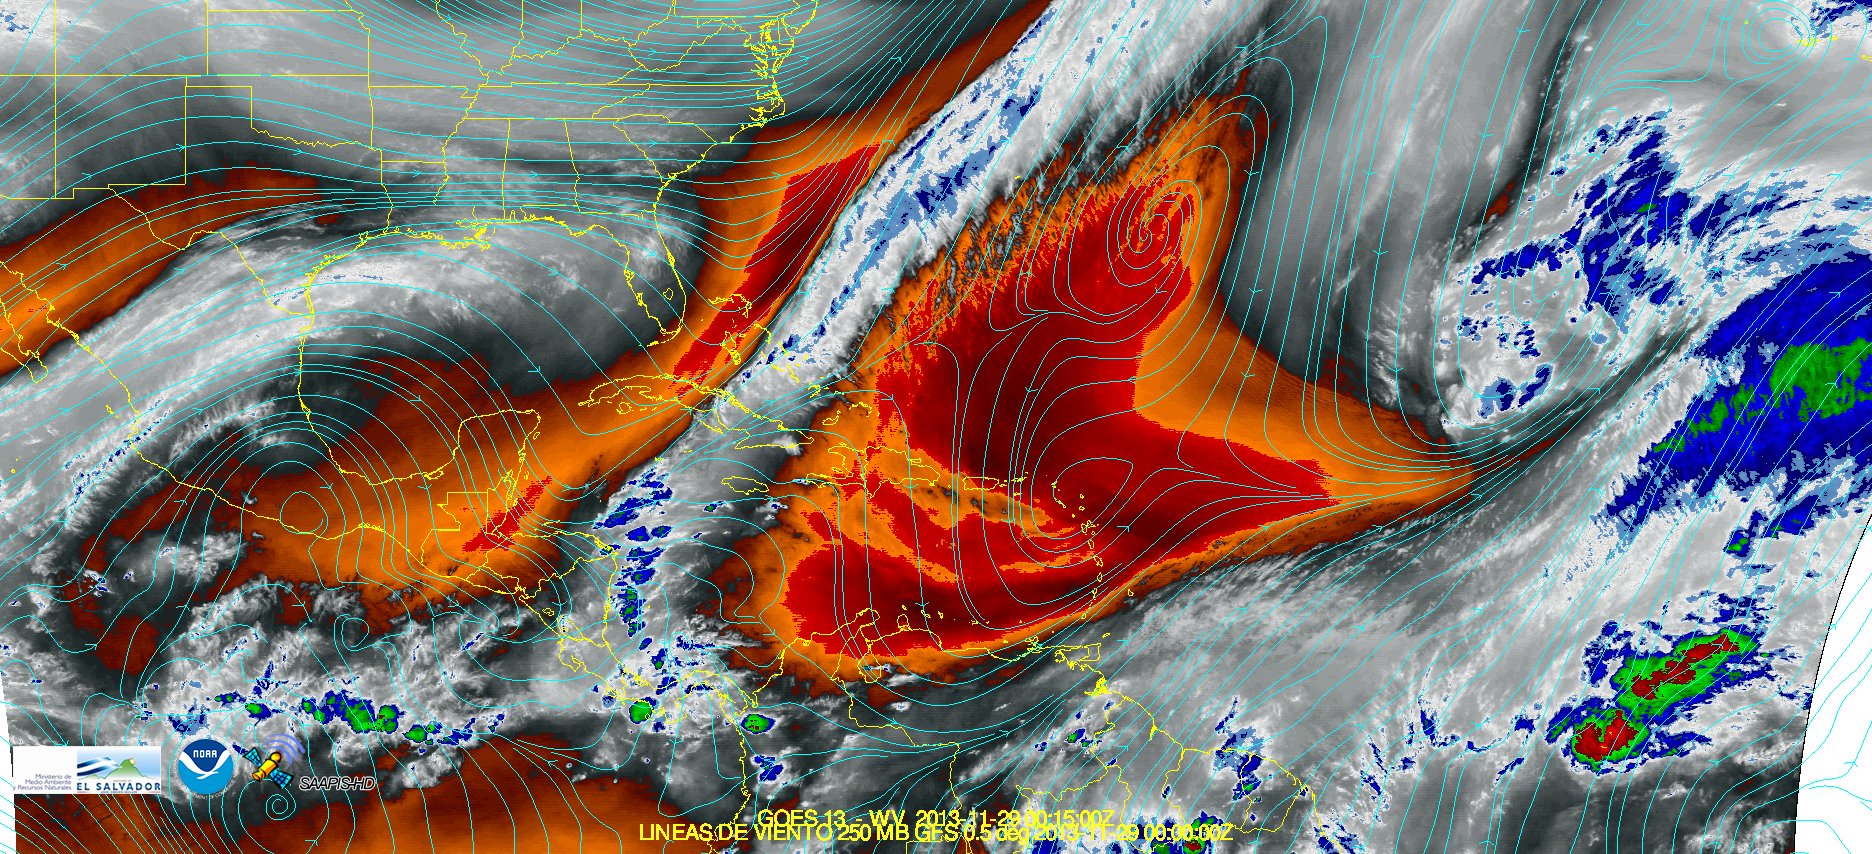 Ministerio de
Medio Ambiente
y Recursos Naturales
EL SALVADOR
NOAA
SAAPIS-HD
GOES 13 - WV 2013-11-29 00:15:00Z
LINEAS DE VIENTO 250 MB GFS 0.5 deg 2013-11-29 00:00:00Z